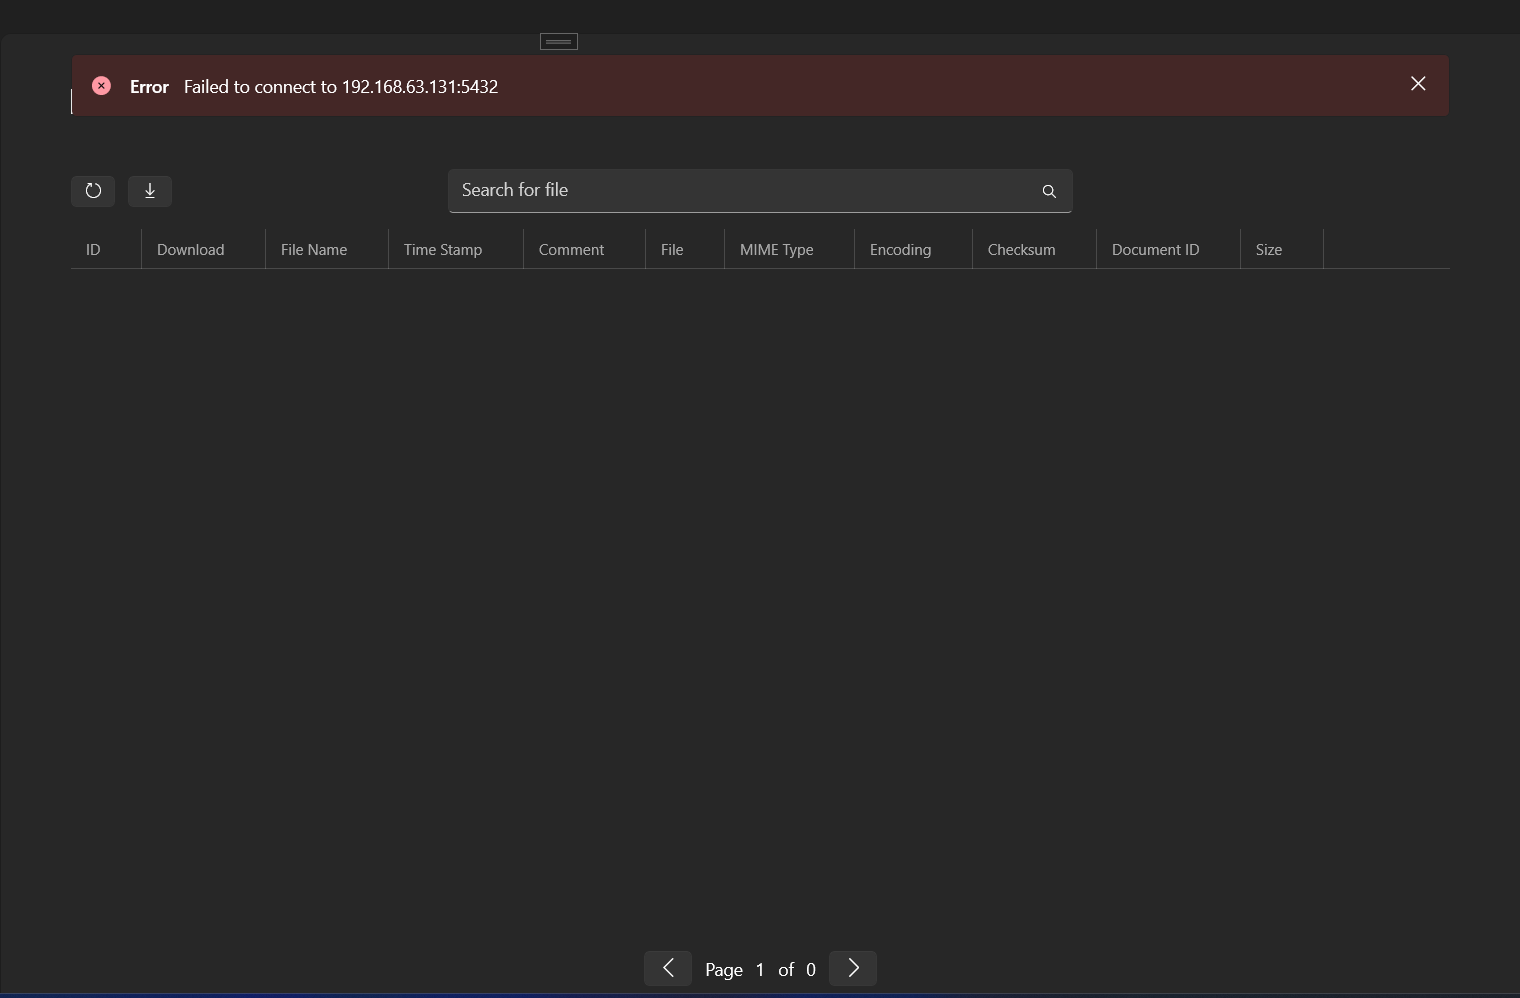 Error Failed to connect to 192.168.63.131:5432
Search for file
ID Download File Name Time Stamp Comment File MIME Type Encoding Checksum Document ID Size
Page 1 of 0